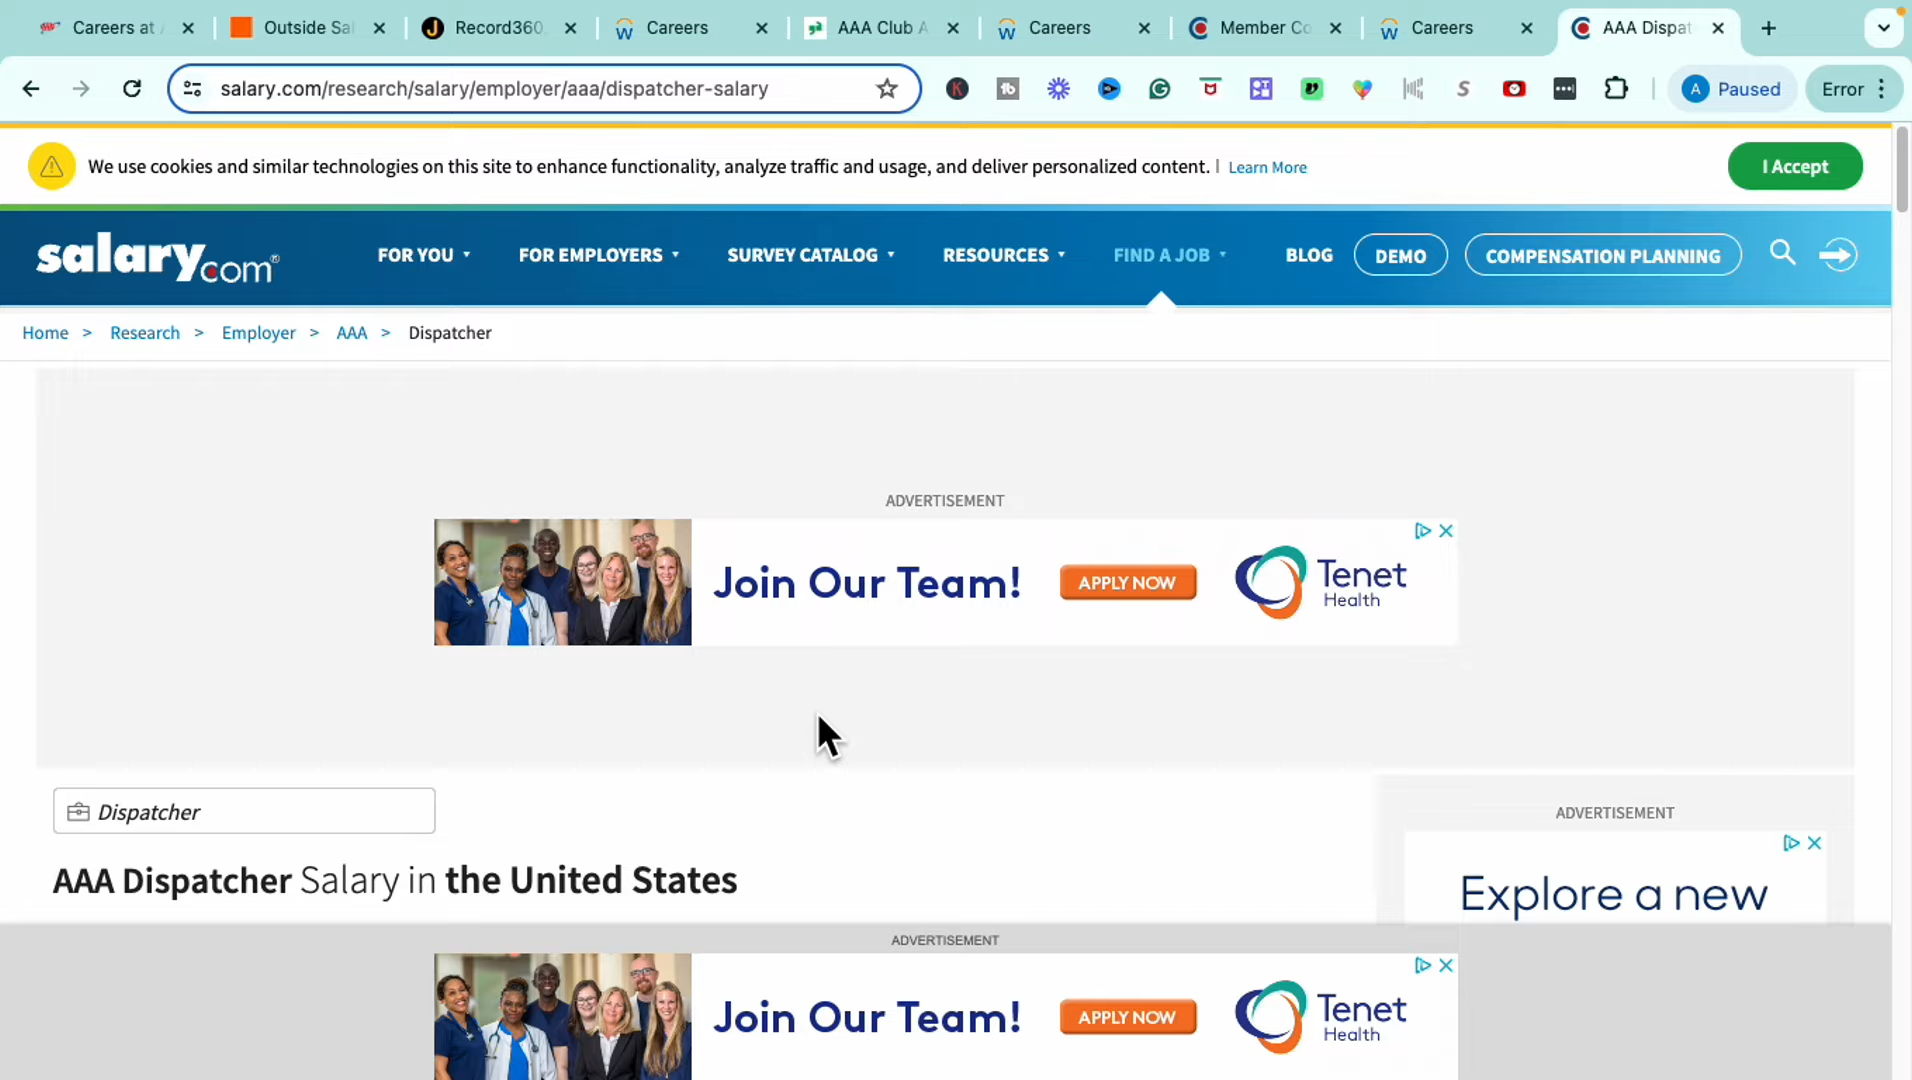 Careers at A
Outside Sal
Record360
Careers
AAA Club A
Careers
Member Co
Careers
AAA Dispat
salary.com/research/salary/employer/aaa/dispatcher-salary
A Paused
Error
We use cookies and similar technologies on this site to enhance functionality, analyze traffic and usage, and deliver personalized content. | Learn More
I Accept
salary.com®
FOR YOU
FOR EMPLOYERS
SURVEY CATALOG
RESOURCES
FIND A JOB
BLOG
DEMO
COMPENSATION PLANNING
Home > Research > Employer > AAA > Dispatcher
ADVERTISEMENT
Join Our Team!
APPLY NOW
Tenet
Health
Dispatcher
AAA Dispatcher Salary in the United States
ADVERTISEMENT
Explore a new
ADVERTISEMENT
Join Our Team!
APPLY NOW
Tenet
Health